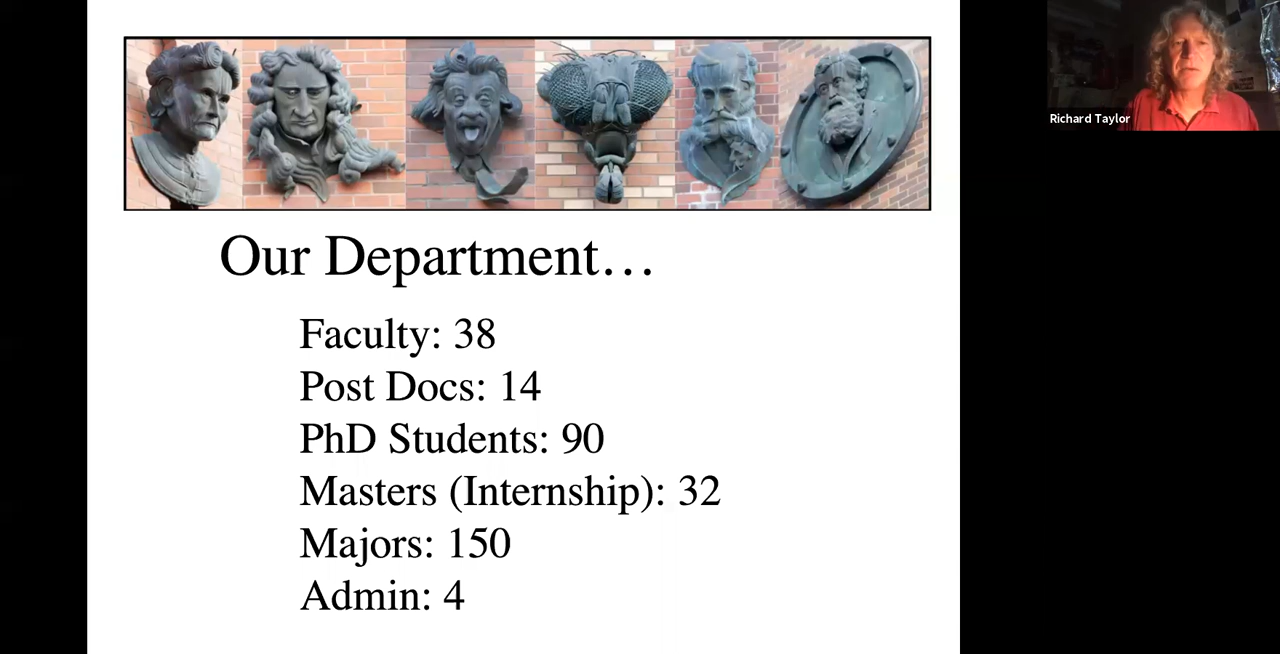 Richard Taylor
Our Department…
Faculty: 38
Post Docs: 14
PhD Students: 90
Masters (Internship): 32
Majors: 150
Admin: 4